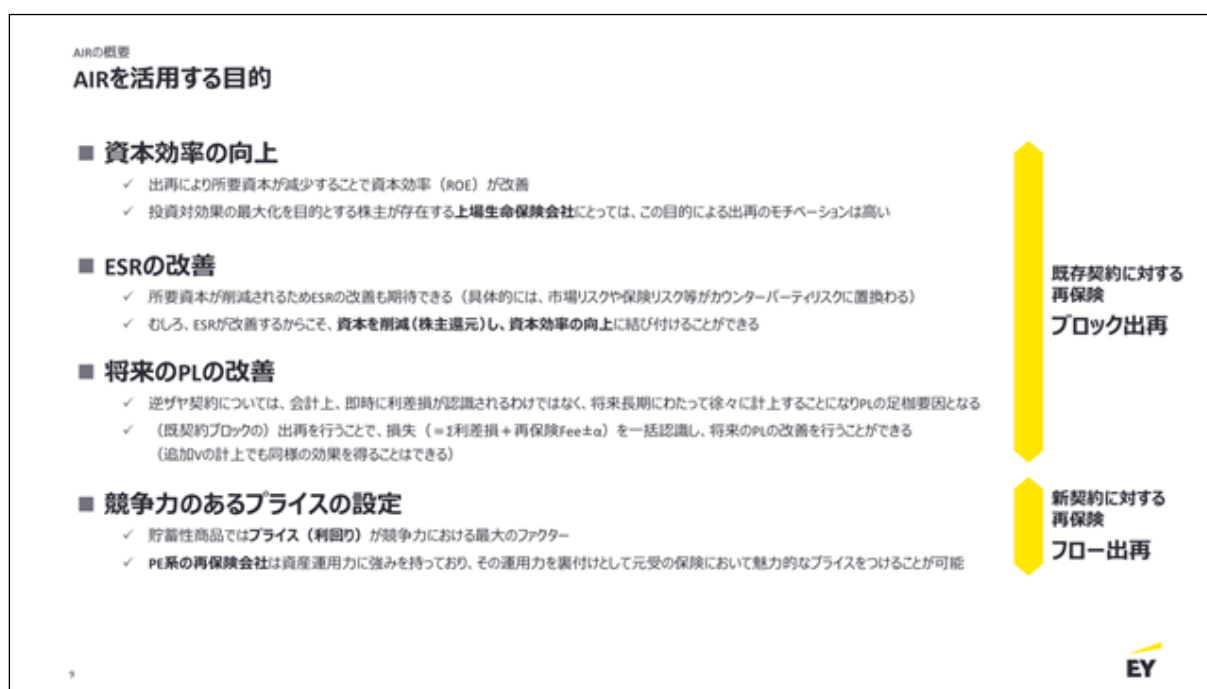 AIRの概要
AIRを活用する目的
■ 資本効率の向上
✓ 出再により所要資本が減少することで資本効率（ROE）が改善
✓ 投資対効果の最大化を目的とする株主が存在する上場生命保険会社にとっては、この目的による出再のモチベーションは高い
■ ESRの改善
✓ 所要資本が削減されるためESRの改善も期待できる（具体的には、市場リスクや保険リスク等がカウンターパーティリスクに置換わる）
✓ むしろ、ESRが改善するからこそ、資本を削減（株主還元）し、資本効率の向上に結び付けることができる
■ 将来のPLの改善
✓ 逆ザヤ契約については、会計上、即時に利差損が認識されるわけではなく、将来長期にわたって徐々に計上することになりPLの足枷要因となる
✓ （既契約ブロックの）出再を行うことで、損失（＝Σ利差損＋再保険Fee±α）を一括認識し、将来のPLの改善を行うことができる
（追加Vの計上でも同様の効果を得ることはできる）
既存契約に対する
再保険
ブロック出再
■ 競争力のあるプライスの設定
✓ 貯蓄性商品ではプライス（利回り）が競争力における最大のファクター
✓ PE系の再保険会社は資産運用力に強みを持っており、その運用力を裏付けとして元受の保険において魅力的なプライスをつけることが可能
新契約に対する
再保険
フロー出再
9
EY